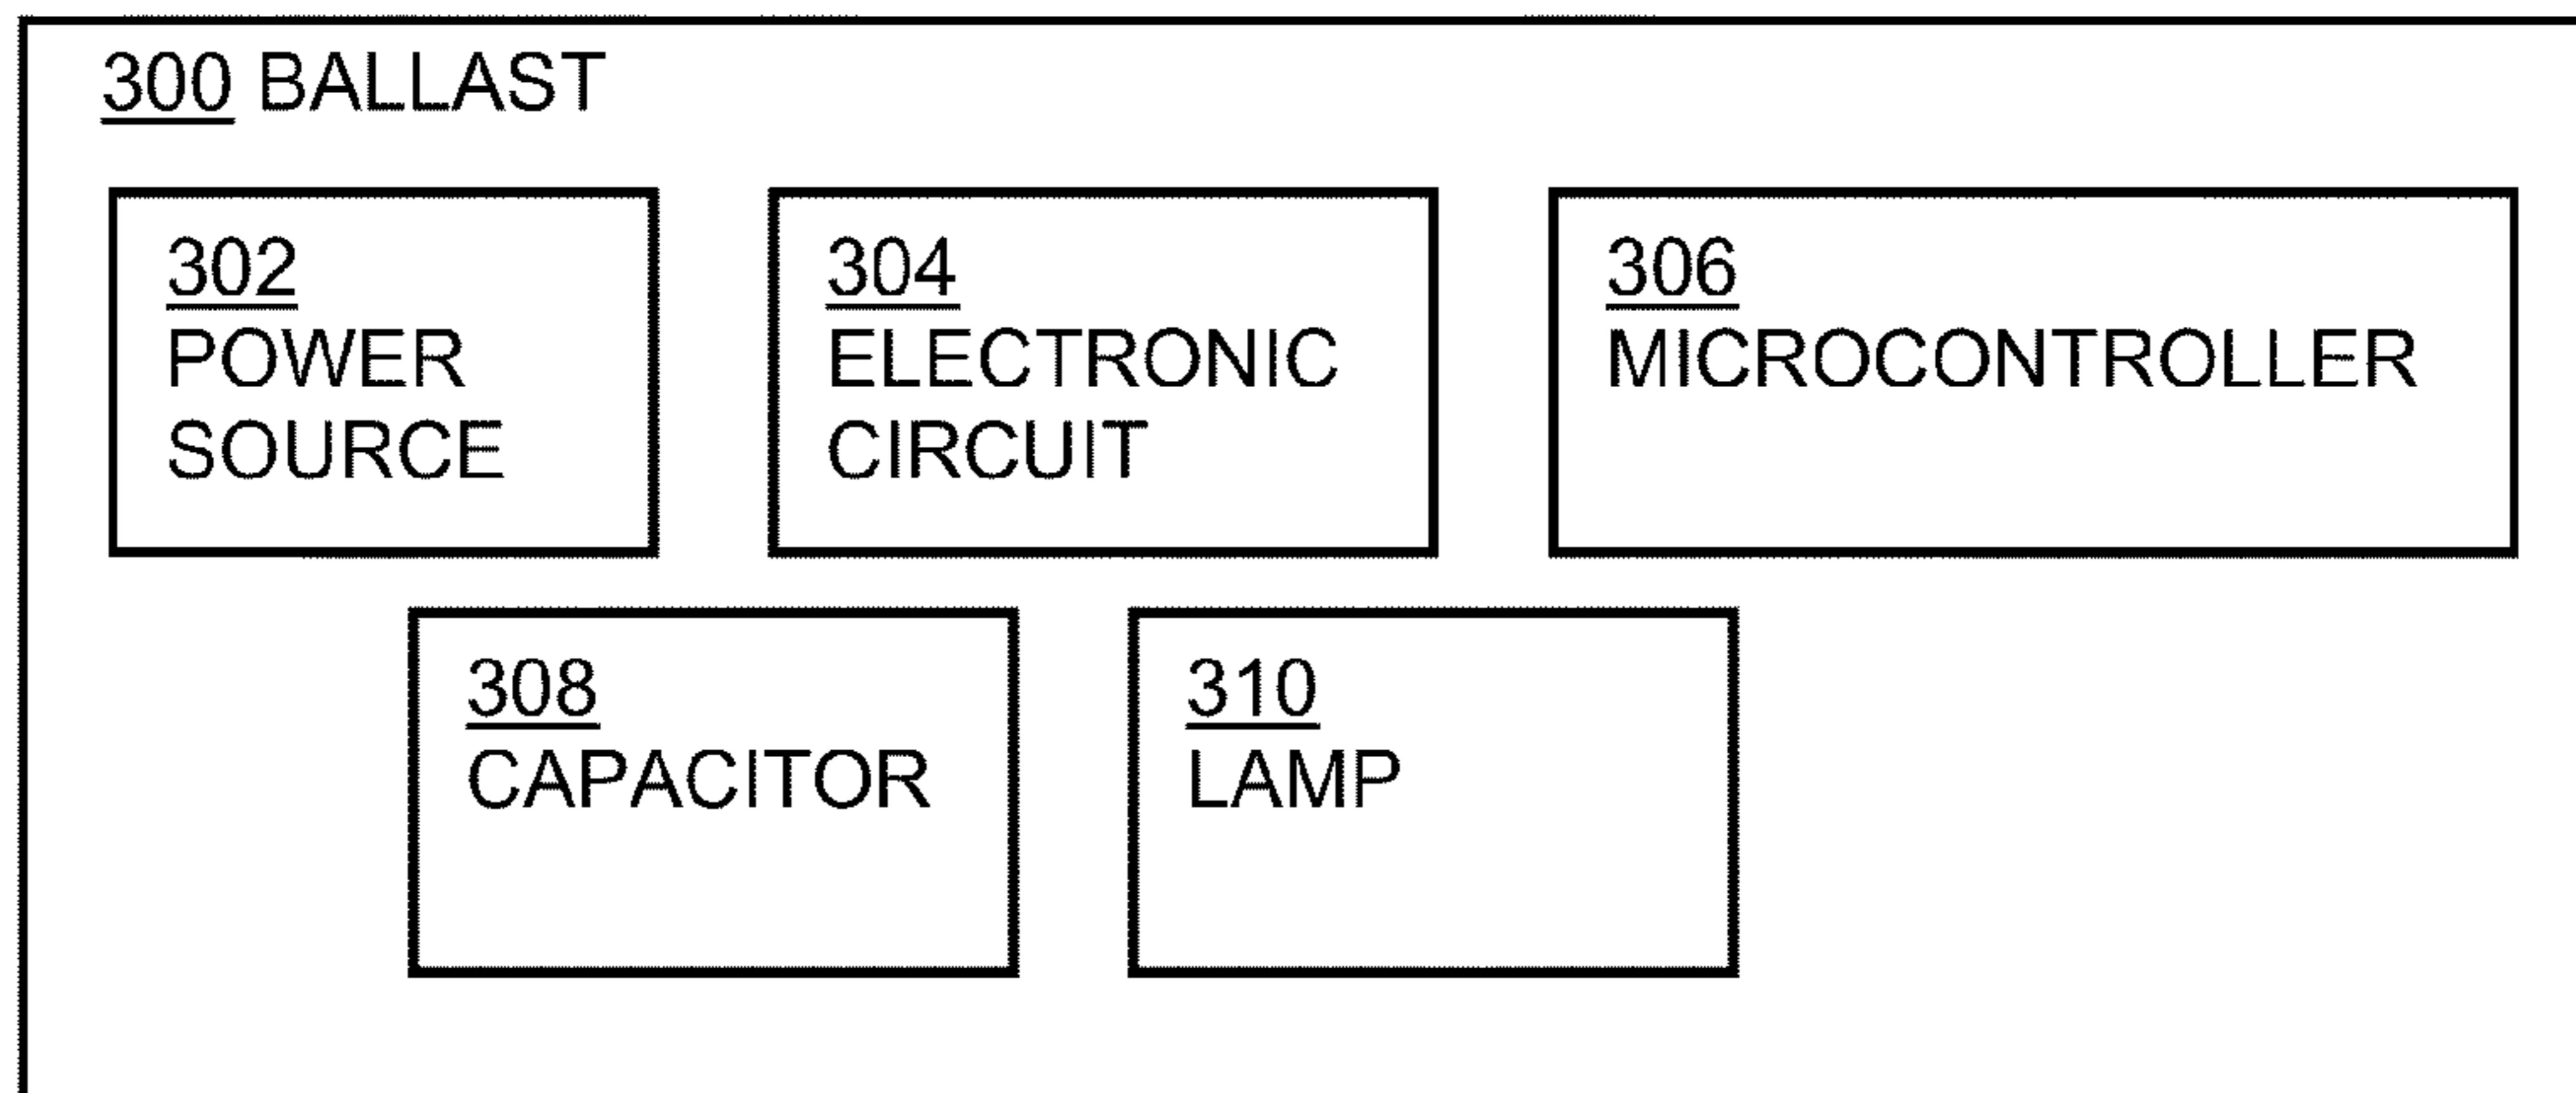 300 BALLAST
302
POWER
SOURCE
304
ELECTRONIC
CIRCUIT
306
MICROCONTROLLER
308
CAPACITOR
310
LAMP